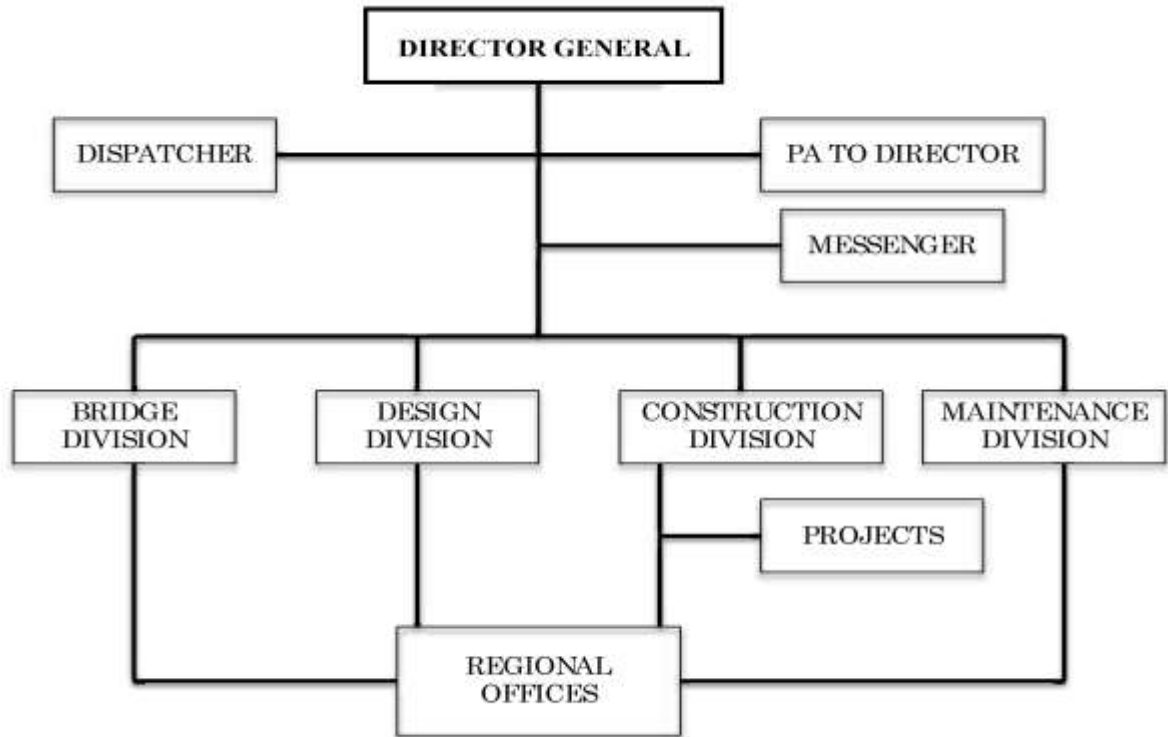 DIRECTOR GENERAL
DISPATCHER
PA TO DIRECTOR
MESSENGER
BRIDGE
DIVISION
DESIGN
DIVISION
CONSTRUCTION
DIVISION
MAINTENANCE
DIVISION
PROJECTS
REGIONAL
OFFICES